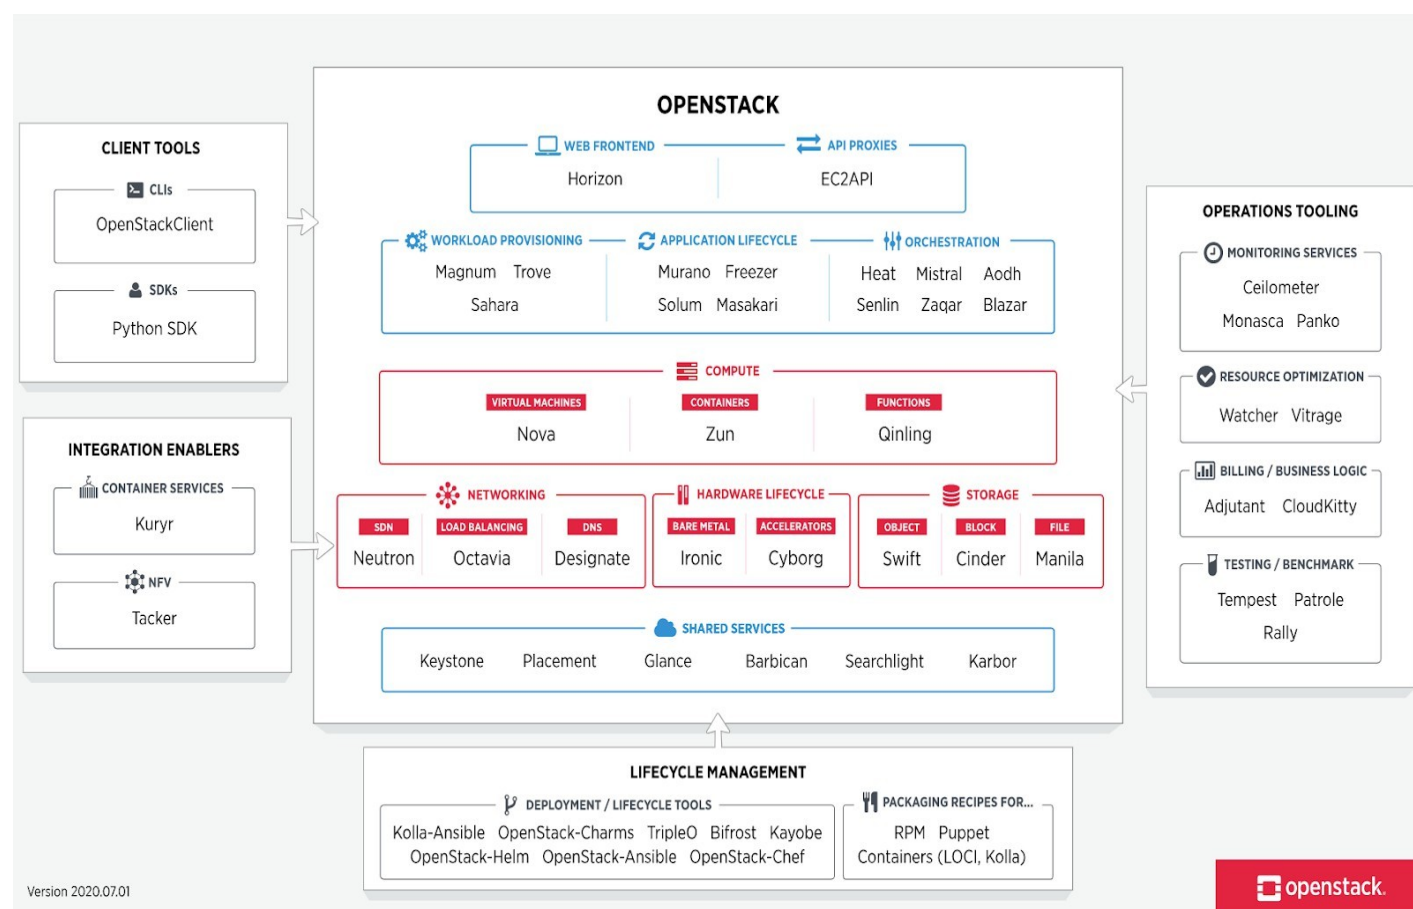 OPENSTACK
WEB FRONTEND
API PROXIES
Horizon
EC2API
WORKLOAD PROVISIONING
APPLICATION LIFECYCLE
ORCHESTRATION
Magnum Trove
Sahara
Murano Freezer
Solum Masakari
Heat Mistral Aodh
Senlin Zaqar Blazar
COMPUTE
VIRTUAL MACHINES
CONTAINERS
FUNCTIONS
Nova
Zun
Qinling
NETWORKING
SDN
LOAD BALANCING
DNS
Neutron
Octavia
Designate
HARDWARE LIFECYCLE
BARE METAL
ACCELERATORS
Ironic
Cyborg
STORAGE
OBJECT
BLOCK
FILE
Swift
Cinder
Manila
SHARED SERVICES
Keystone Placement Glance Barbican Searchlight Karbor
CLIENT TOOLS
CLIs
OpenStackClient
SDKs
Python SDK
INTEGRATION ENABLERS
CONTAINER SERVICES
Kuryr
NFV
Tacker
OPERATIONS TOOLING
MONITORING SERVICES
Ceilometer
Monasca Panko
RESOURCE OPTIMIZATION
Watcher Vitrage
BILLING / BUSINESS LOGIC
Adjutant CloudKitty
TESTING / BENCHMARK
Tempest Patrole
Rally
LIFECYCLE MANAGEMENT
DEPLOYMENT / LIFECYCLE TOOLS
Kolla-Ansible OpenStack-Charms TripleO Bifrost Kayobe
OpenStack-Helm OpenStack-Ansible OpenStack-Chef
PACKAGING RECIPES FOR...
RPM Puppet
Containers (LOCI, Kolla)
Version 2020.07.01
openstack.